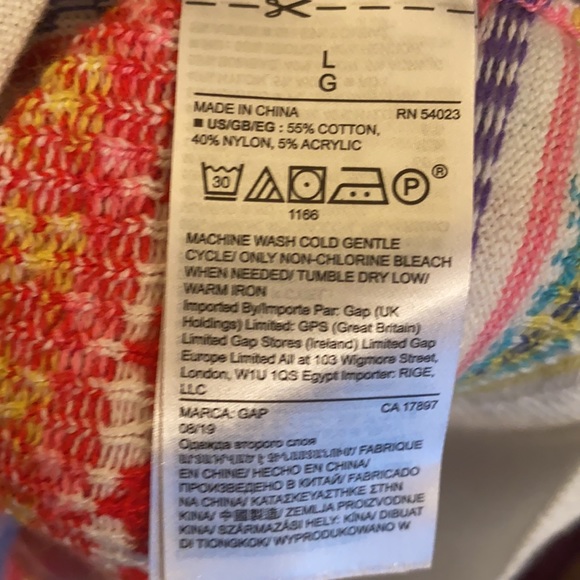 L
G
MADE IN CHINA RN 54023
■ US/GB/EG : 55% COTTON,
40% NYLON, 5% ACRYLIC
30 P ®
1166
MACHINE WASH COLD GENTLE
CYCLE/ ONLY NON-CHLORINE BLEACH
WHEN NEEDED/ TUMBLE DRY LOW/
WARM IRON
Imported By/Importe Par: Gap (UK
Holdings) Limited: GPS (Great Britain)
Limited Gap Stores (Ireland) Limited Gap
Europe Limited All at 103 Wigmore Street,
London, W1U 1QS Egypt Importer: RIGE,
LLC
MARCA: GAP CA 17897
08/19
Одежда второго слоя
FABRIQUE
EN CHINE/ HECHO EN CHINA/
ПРОИЗВЕДЕНО В КИТАЙ/ FABRICADO
NA CHINA/ ΚΑΤΑΣΚΕΥΑΣΤΗΚΕ ΣΤΗΝ
KINA/ 中國製造/ ZEMLJA PROIZVODNJE
KINA/ SZÁRMAZÁSI HELY: KÍNA/ DIBUAT
DI TIONGKOK/ WYPRODUKOWANO W